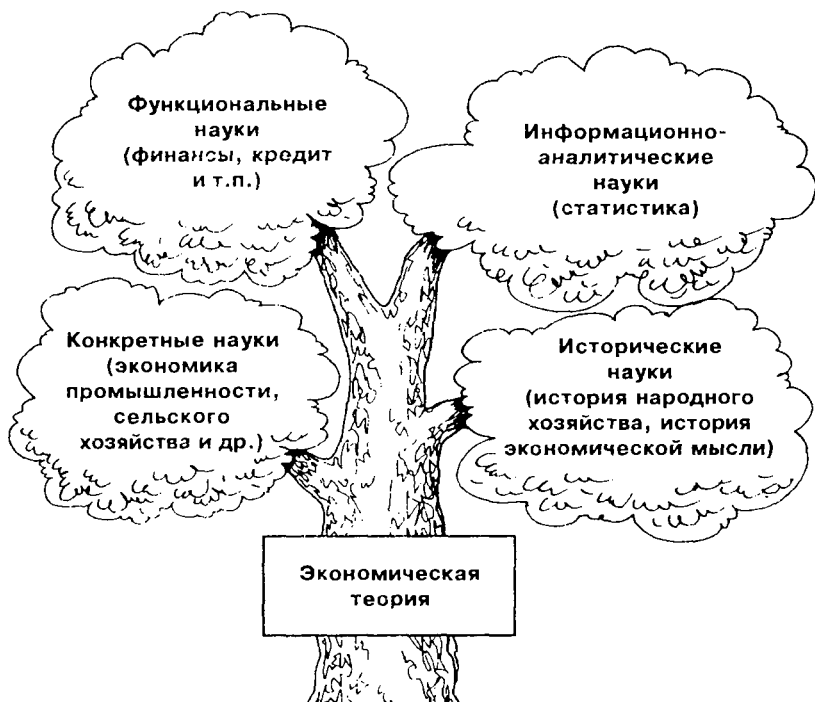 Функциональные
науки
(финансы, кредит
и т.п.)
Информационно-
аналитические
науки
(статистика)
Конкретные науки
(экономика
промышленности,
сельского
хозяйства и др.)
Исторические
науки
(история народного
хозяйства, история
экономической мысли)
Экономическая
теория